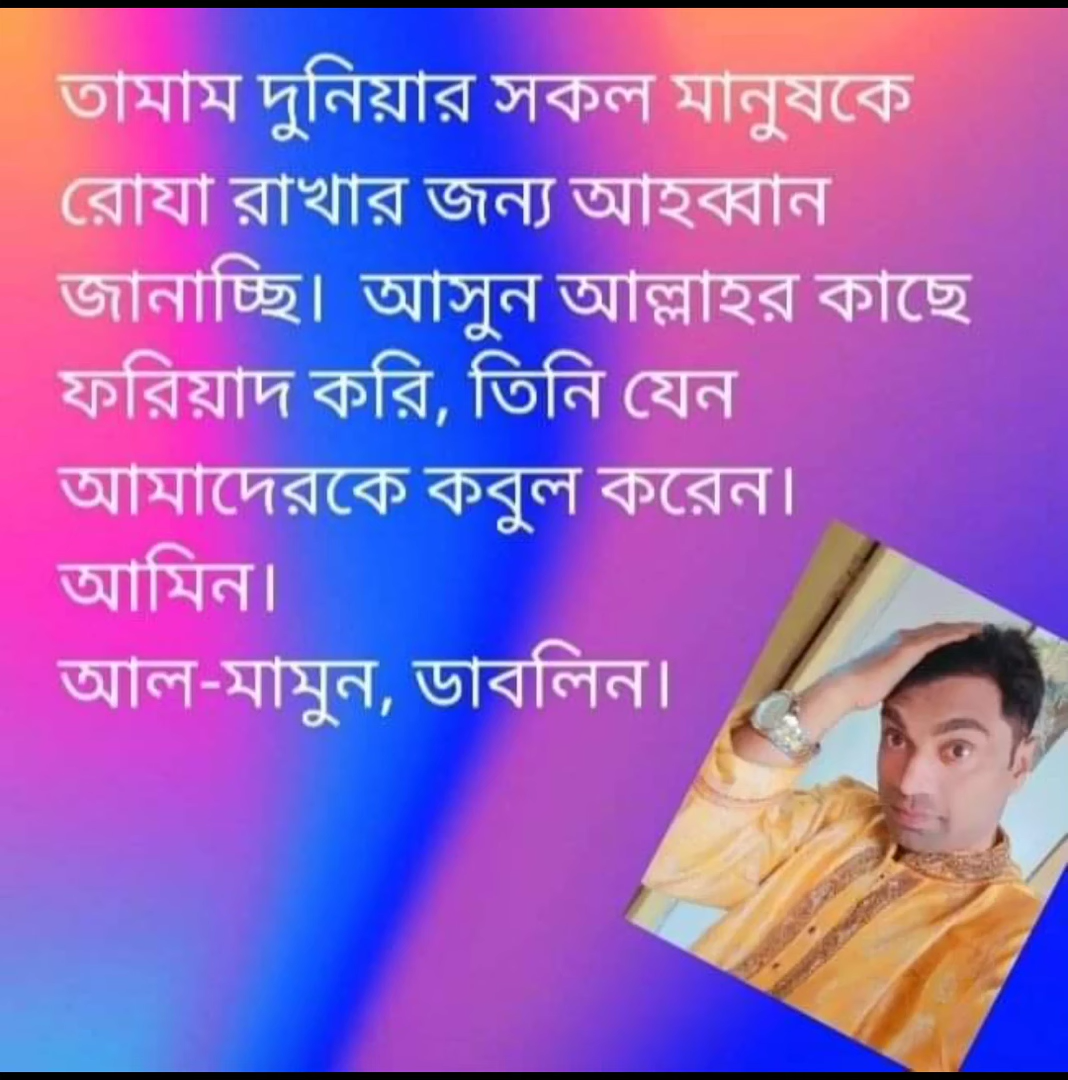 তামাম দুনিয়ার সকল মানুষকে
রোযা রাখার জন্য আহব্বান
জানাচ্ছি। আসুন আল্লাহর কাছে
ফরিয়াদ করি, তিনি যেন
আমাদেরকে কবুল করেন।
আমিন।
আল-মামুন, ডাবলিন।